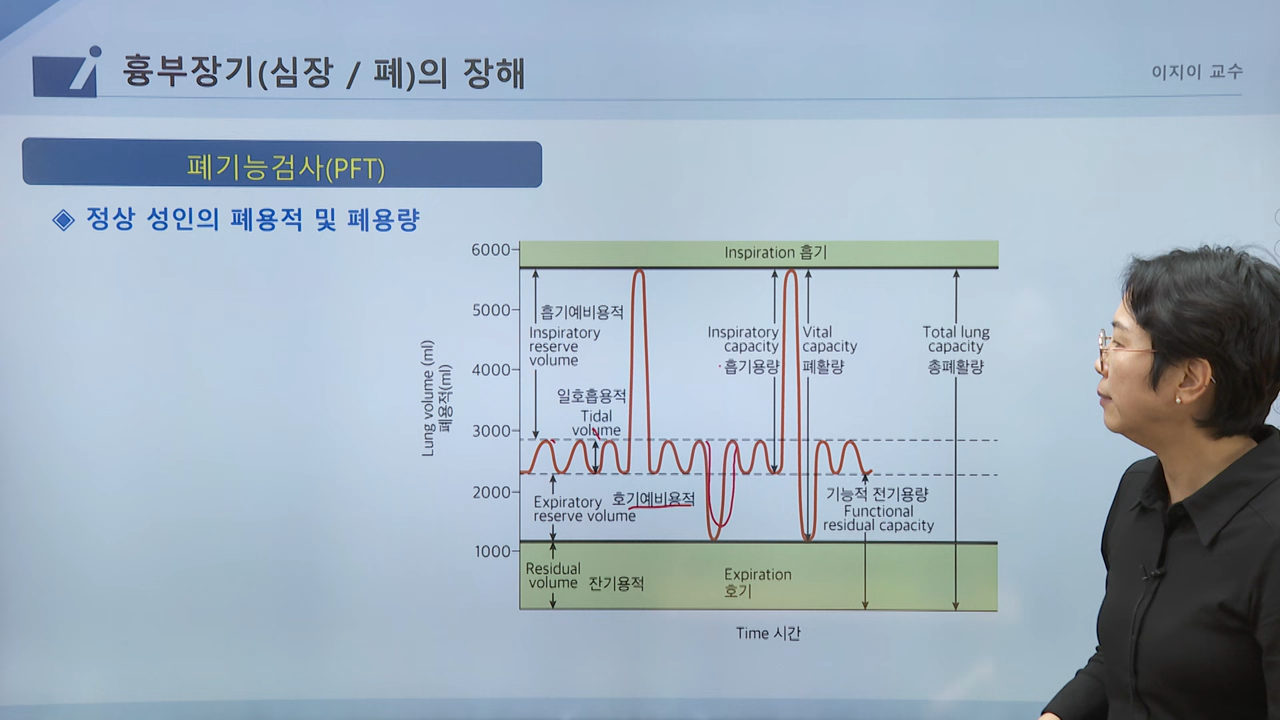 흉부장기(심장 / 폐)의 장해
이지이 교수
폐기능검사(PFT)
◈ 정상 성인의 폐용적 및 폐용량
Lung volume (ml)
폐용적(ml)
6000
5000
4000
3000
2000
1000
Inspiration 흡기
흡기예비용적
Inspiratory
reserve
volume
일호흡용적
Tidal
volume
Inspiratory
capacity
·흡기용량
Vital
capacity
폐활량
Total lung
capacity
총폐활량
Expiratory
reserve volume
호기예비용적
기능적 전기용량
Functional
residual capacity
Residual
volume
잔기용적
Expiration
호기
Time 시간